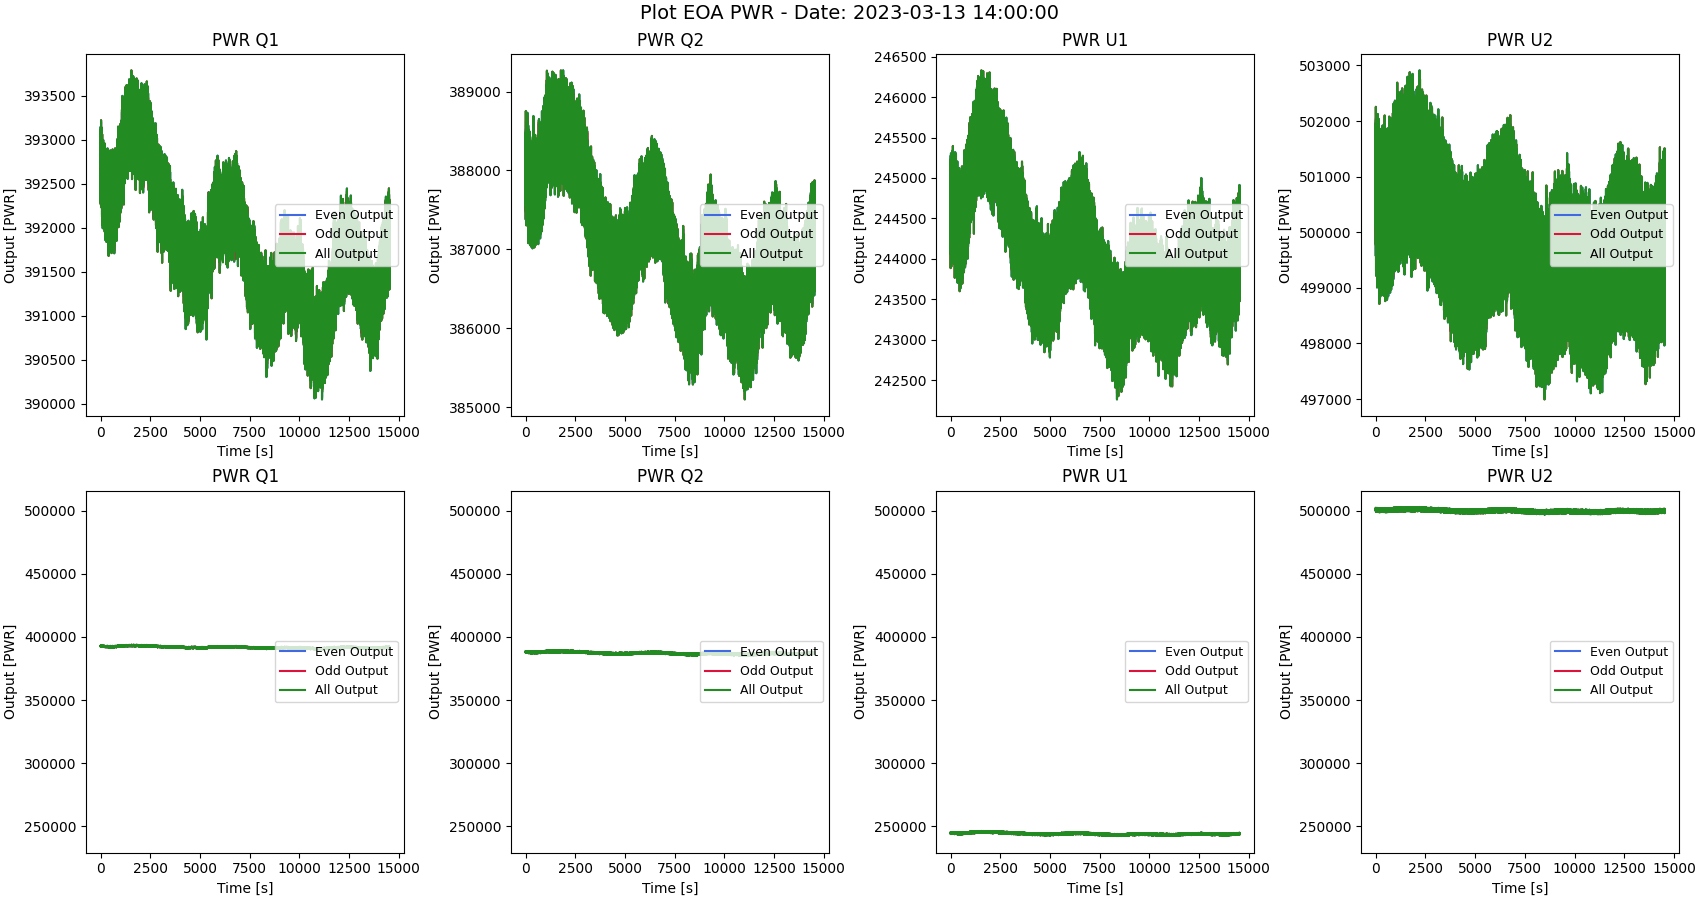 Plot EOA PWR - Date: 2023-03-13 14:00:00
PWR Q1
Output [PWR]
393500
393000
392500
392000
391500
391000
390500
390000
Even Output
Odd Output
All Output
0 2500 5000 7500 10000 12500 15000
Time [s]
PWR Q2
Output [PWR]
389000
388000
387000
386000
385000
Even Output
Odd Output
All Output
0 2500 5000 7500 10000 12500 15000
Time [s]
PWR U1
Output [PWR]
246500
246000
245500
245000
244500
244000
243500
243000
242500
Even Output
Odd Output
All Output
0 2500 5000 7500 10000 12500 15000
Time [s]
PWR U2
Output [PWR]
503000
502000
501000
500000
499000
498000
497000
Even Output
Odd Output
All Output
0 2500 5000 7500 10000 12500 15000
Time [s]
PWR Q1
Output [PWR]
500000
450000
400000
350000
300000
250000
Even Output
Odd Output
All Output
0 2500 5000 7500 10000 12500 15000
Time [s]
PWR Q2
Output [PWR]
500000
450000
400000
350000
300000
250000
Even Output
Odd Output
All Output
0 2500 5000 7500 10000 12500 15000
Time [s]
PWR U1
Output [PWR]
500000
450000
400000
350000
300000
250000
Even Output
Odd Output
All Output
0 2500 5000 7500 10000 12500 15000
Time [s]
PWR U2
Output [PWR]
500000
450000
400000
350000
300000
250000
Even Output
Odd Output
All Output
0 2500 5000 7500 10000 12500 15000
Time [s]